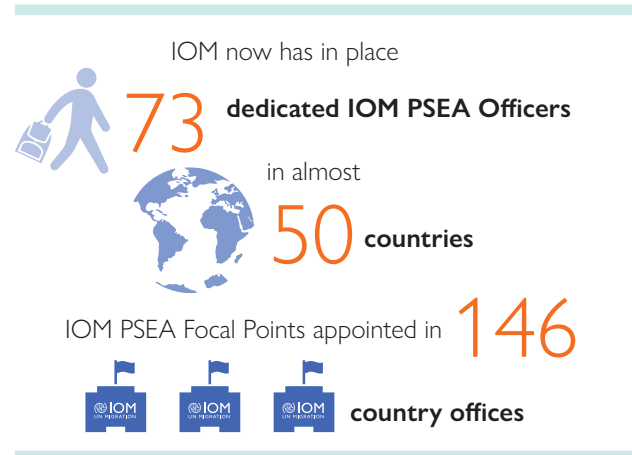 IOM now has in place
73 dedicated IOM PSEA Officers
in almost
50 countries
IOM PSEA Focal Points appointed in 146
IOM UN MIGRATION
IOM UN MIGRATION
IOM UN MIGRATION
country offices